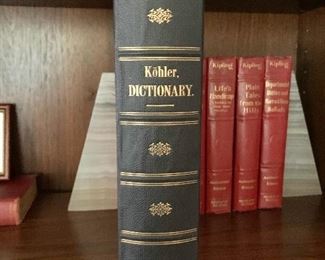 Köhler,
DICTIONARY.
Kipling
Life's
Handicap
Kipling
Plain
Tales
from the
Hills
Kipling
Departmental
Ditties and
Barrack-Room
Ballads